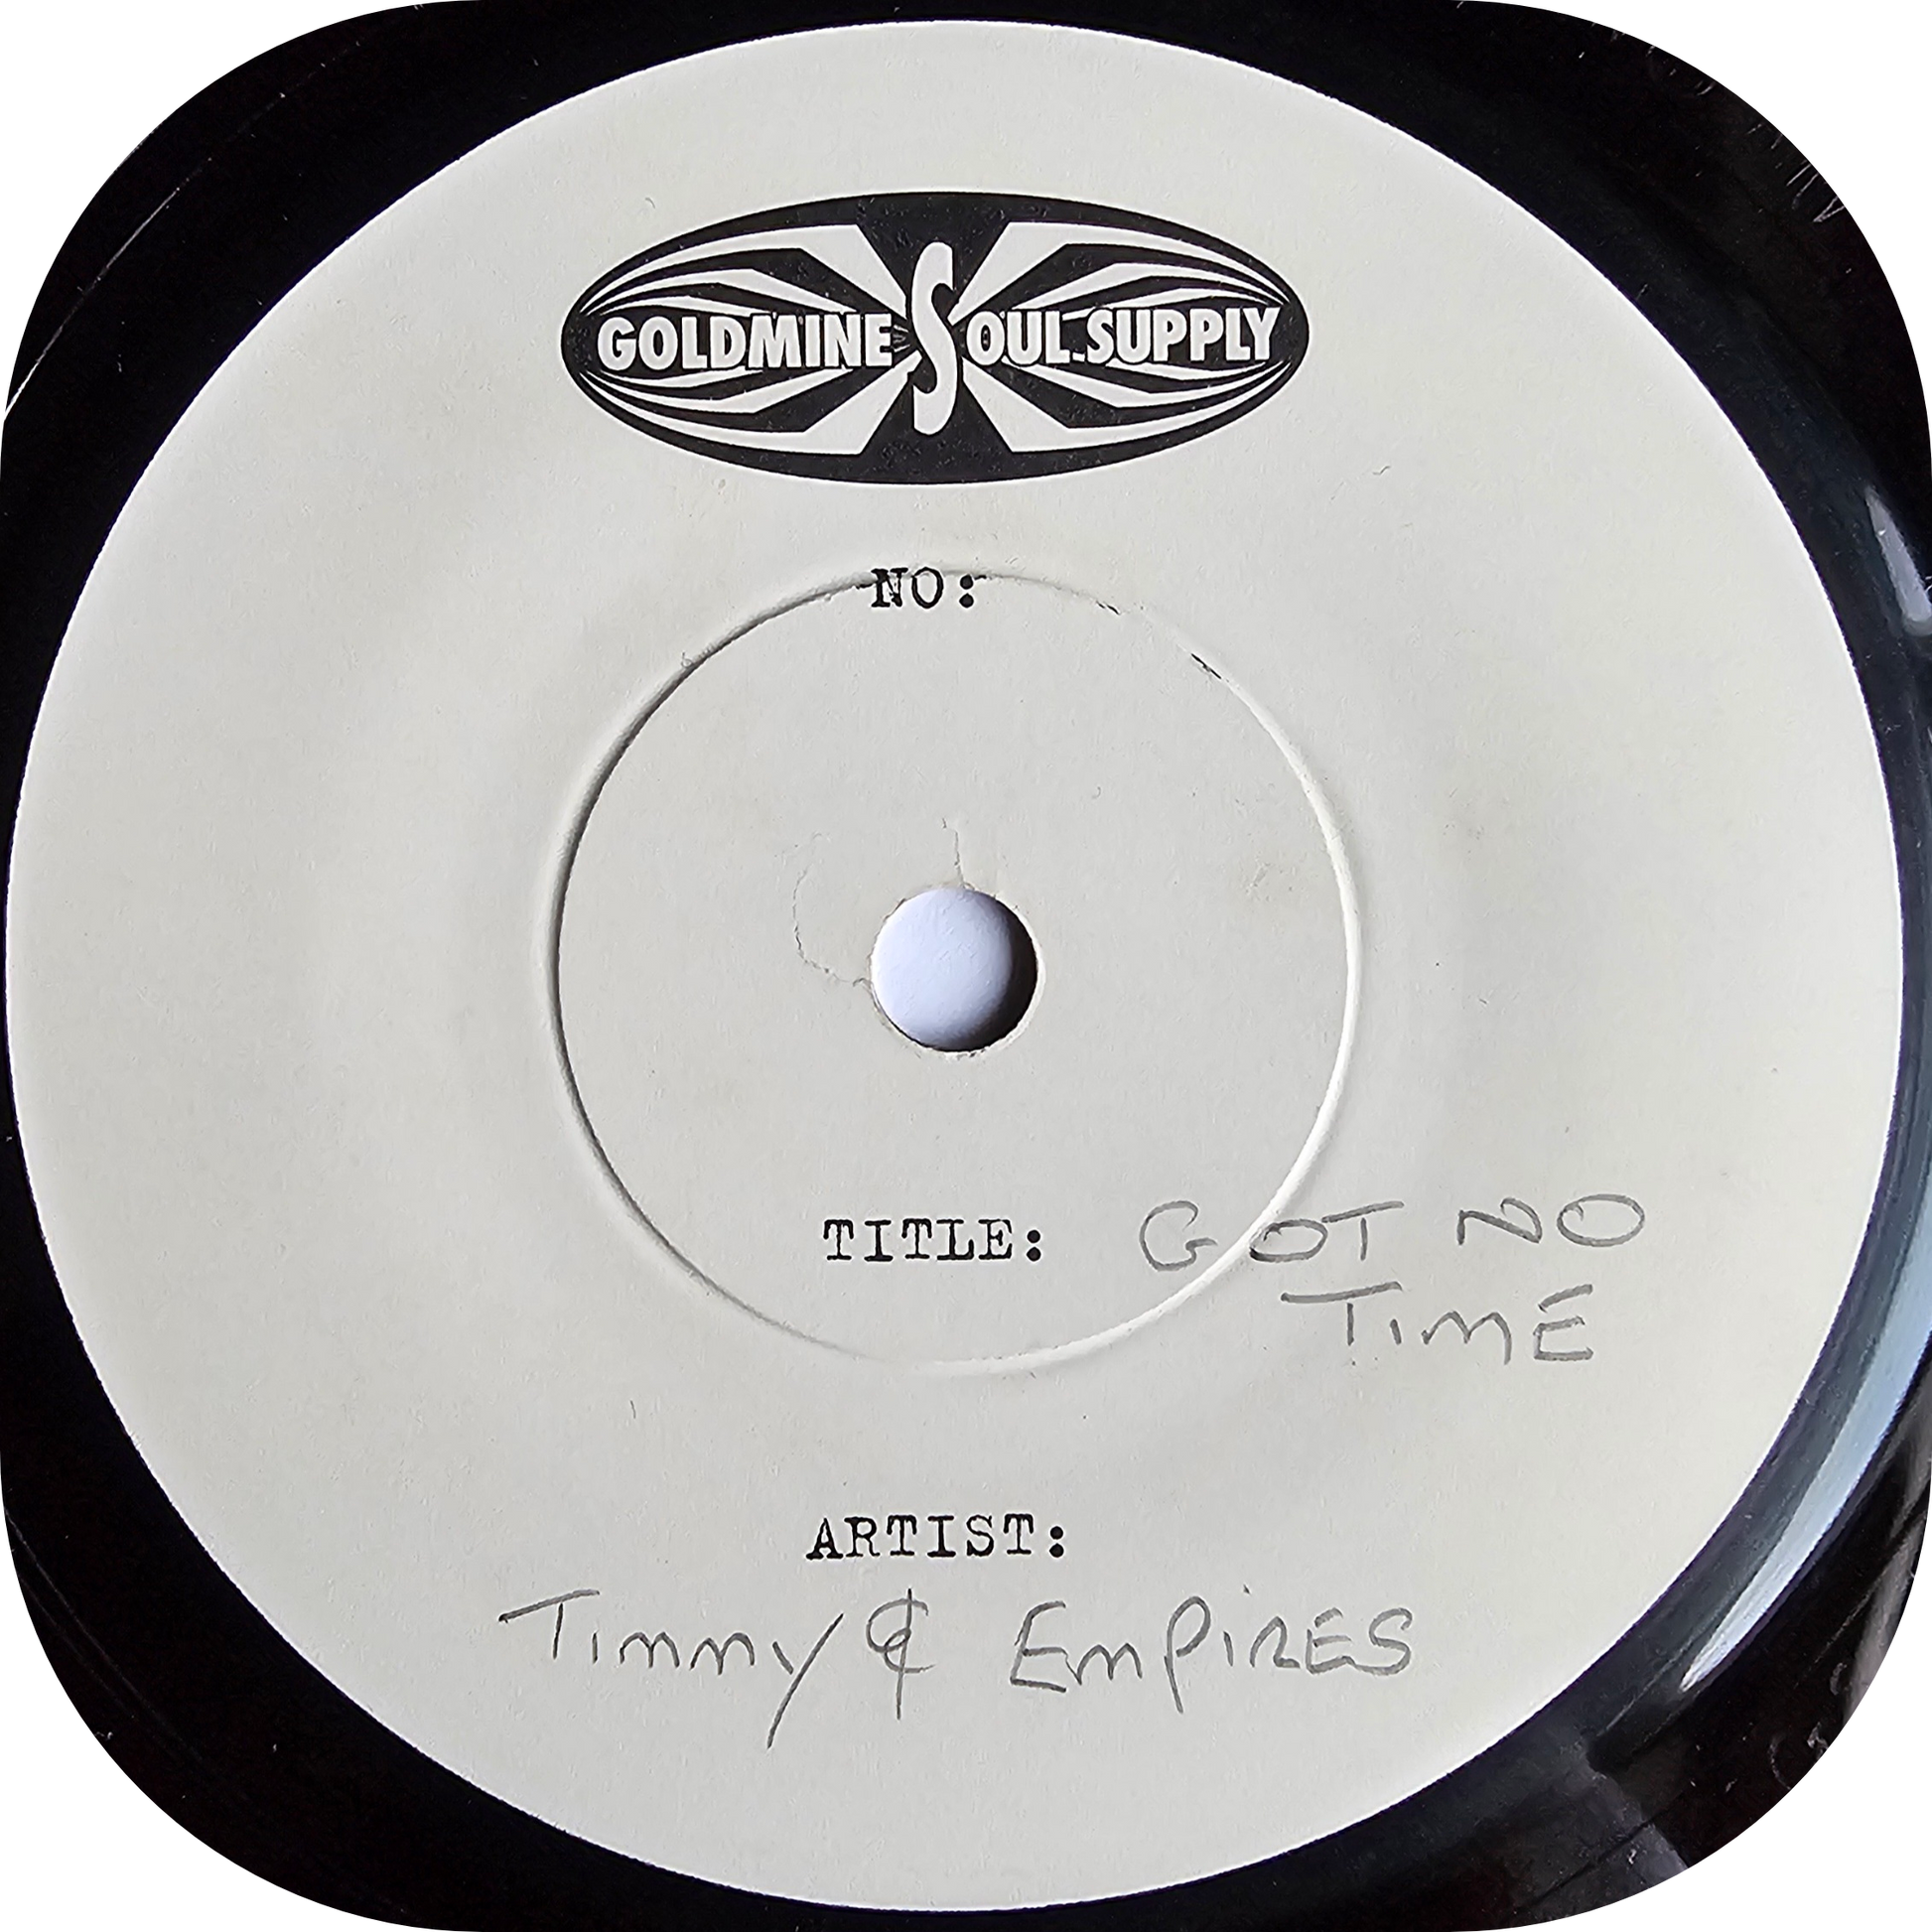 GOLDMINE SOUL SUPPLY
NO:
TITLE: GOT NO
TIME
ARTIST:
Timmy & EmpiRES